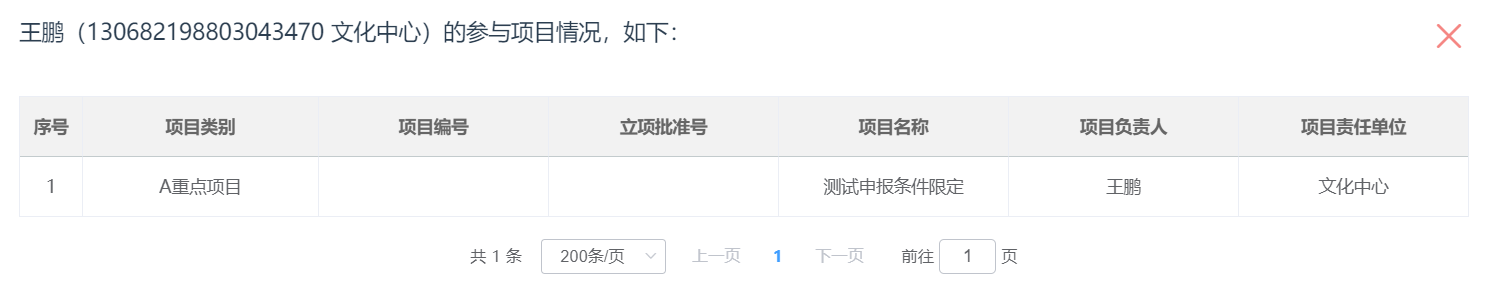 王鹏（130682198803043470 文化中心）的参与项目情况，如下：
序号 项目类别 项目编号 立项批准号 项目名称 项目负责人 项目责任单位
1 A重点项目 测试申报条件限定 王鹏 文化中心
共 1 条 200条/页 上一页 1 下一页 前往 1 页